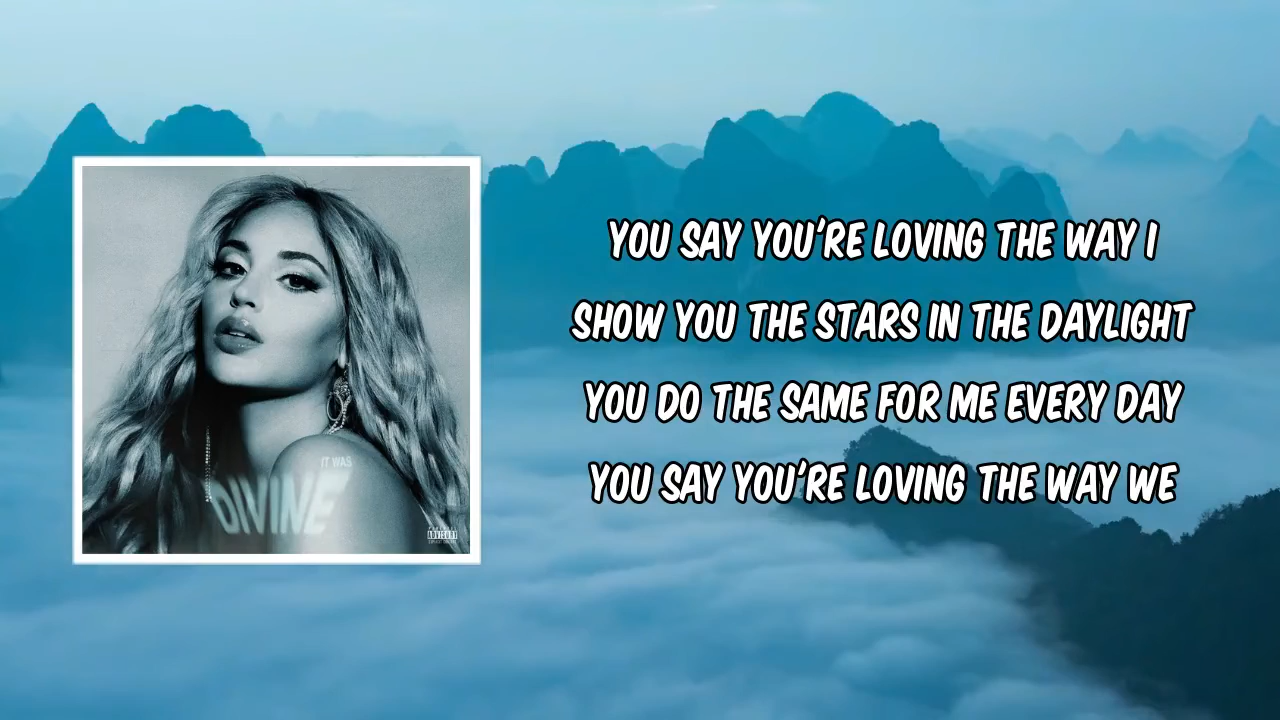 IT WAS
DIVINE
ADVISORY
YOU SAY YOU'RE LOVING THE WAY I
SHOW YOU THE STARS IN THE DAYLIGHT
YOU DO THE SAME FOR ME EVERY DAY
YOU SAY YOU'RE LOVING THE WAY WE